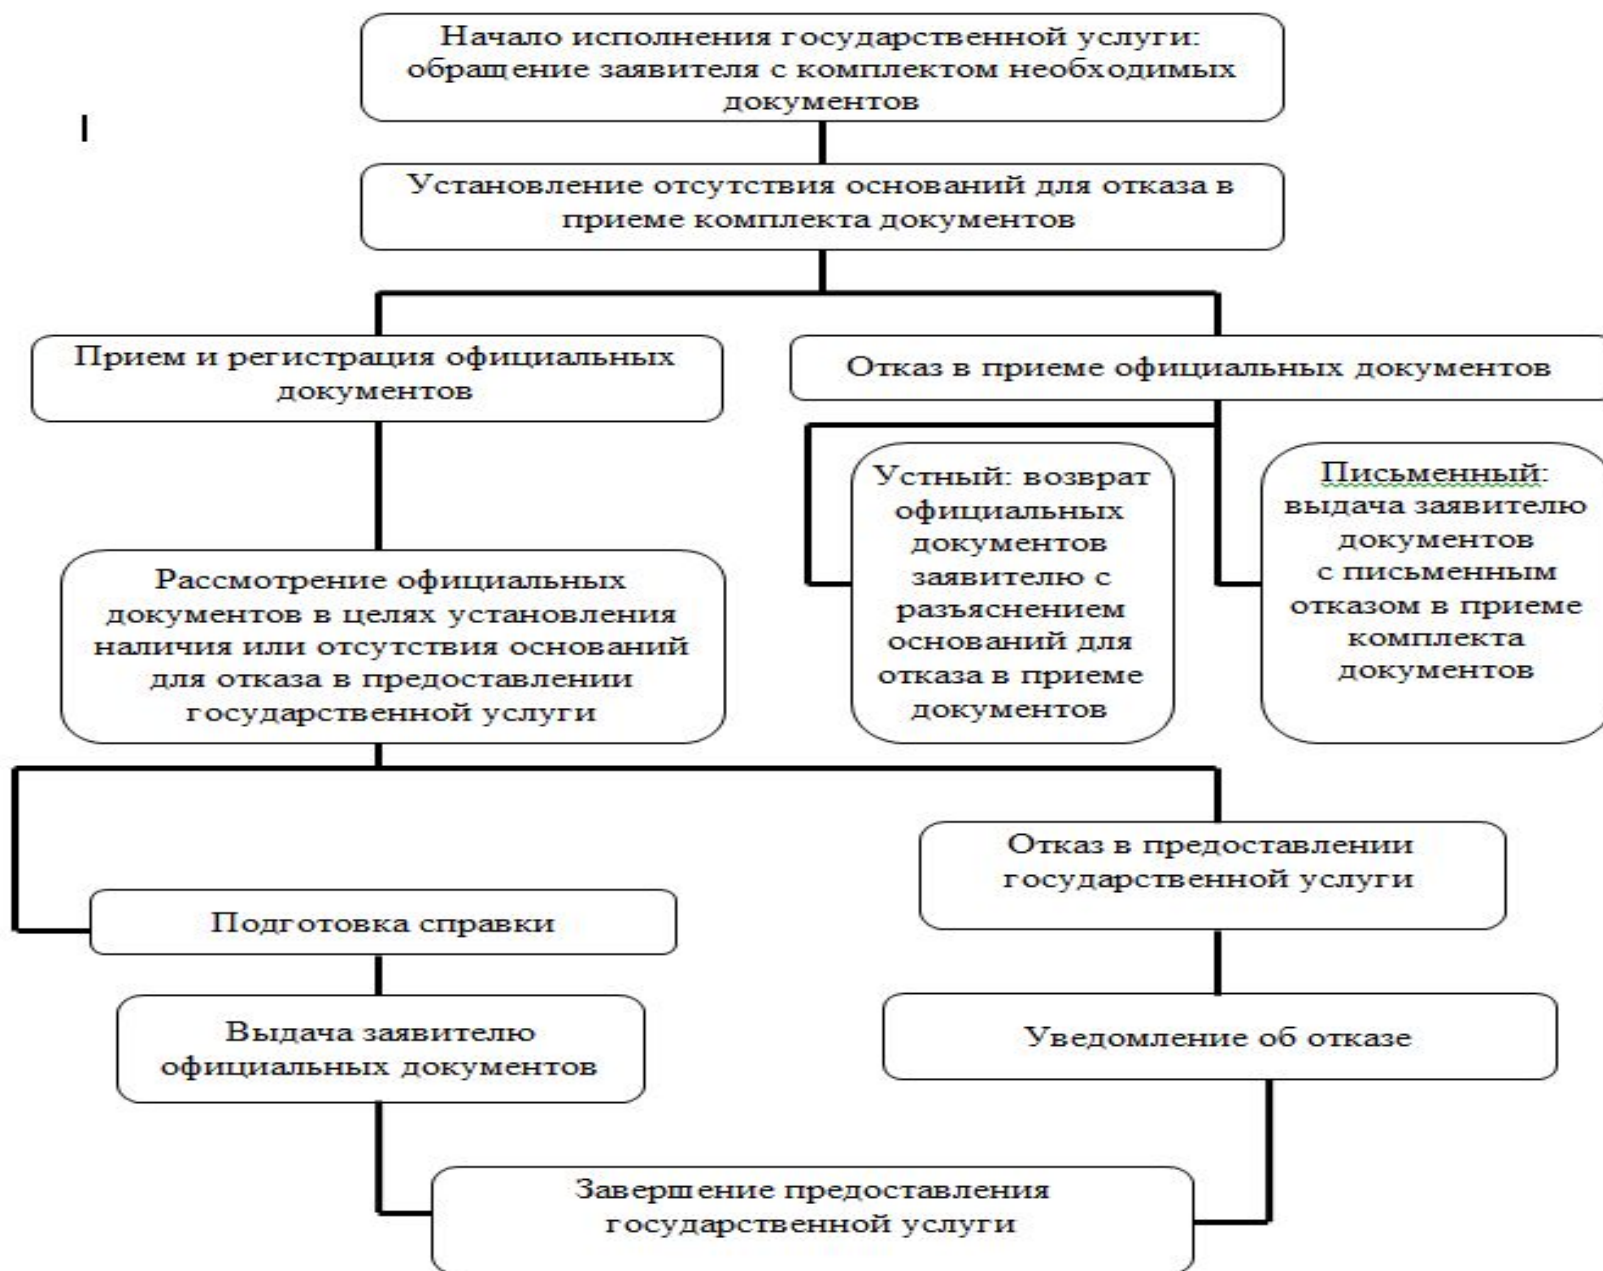 Начало исполнения государственной услуги:
обращение заявителя с комплектом необходимых
документов
Установление отсутствия оснований для отказа в
приеме комплекта документов
Прием и регистрация официальных
документов
Отказ в приеме официальных документов
Устный: возврат
официальных
документов
заявителю с
разъяснением
оснований для
отказа в приеме
документов
Письменный:
выдача заявителю
документов
с письменным
отказом в приеме
комплекта
документов
Рассмотрение официальных
документов в целях установления
наличия или отсутствия оснований
для отказа в предоставлении
государственной услуги
Отказ в предоставлении
государственной услуги
Подготовка справки
Выдача заявителю
официальных документов
Уведомление об отказе
Завершение предоставления
государственной услуги